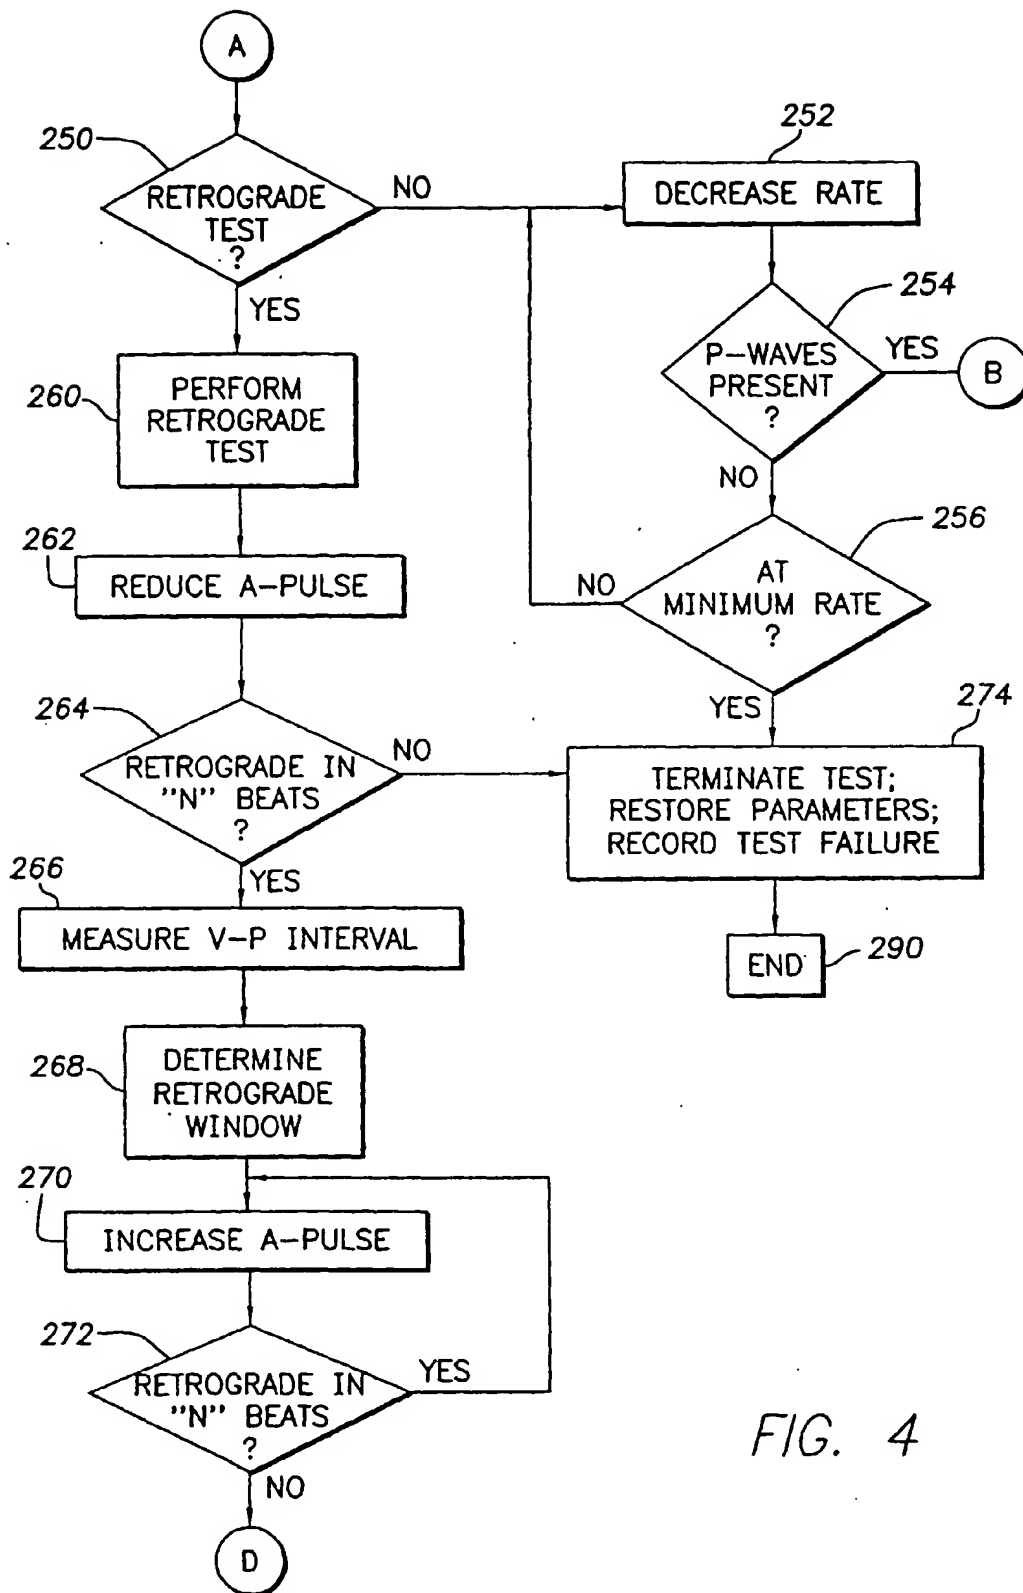 A
250
RETROGRADE
TEST
?
NO
YES
252
DECREASE RATE
254
P-WAVES
PRESENT
?
YES
B
NO
260
PERFORM
RETROGRADE
TEST
256
AT
MINIMUM RATE
?
NO
YES
262
REDUCE A-PULSE
264
RETROGRADE IN
"N" BEATS
?
NO
YES
274
TERMINATE TEST;
RESTORE PARAMETERS;
RECORD TEST FAILURE
END
290
266
MEASURE V-P INTERVAL
268
DETERMINE
RETROGRADE
WINDOW
270
INCREASE A-PULSE
272
RETROGRADE IN
"N" BEATS
?
YES
NO
D
FIG. 4